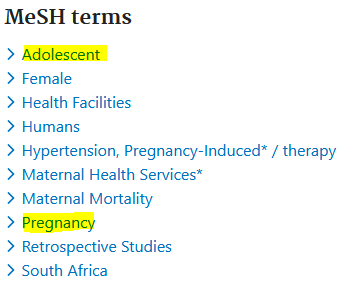 MeSH terms
Adolescent
Female
Health Facilities
Humans
Hypertension, Pregnancy-Induced* / therapy
Maternal Health Services*
Maternal Mortality
Pregnancy
Retrospective Studies
South Africa